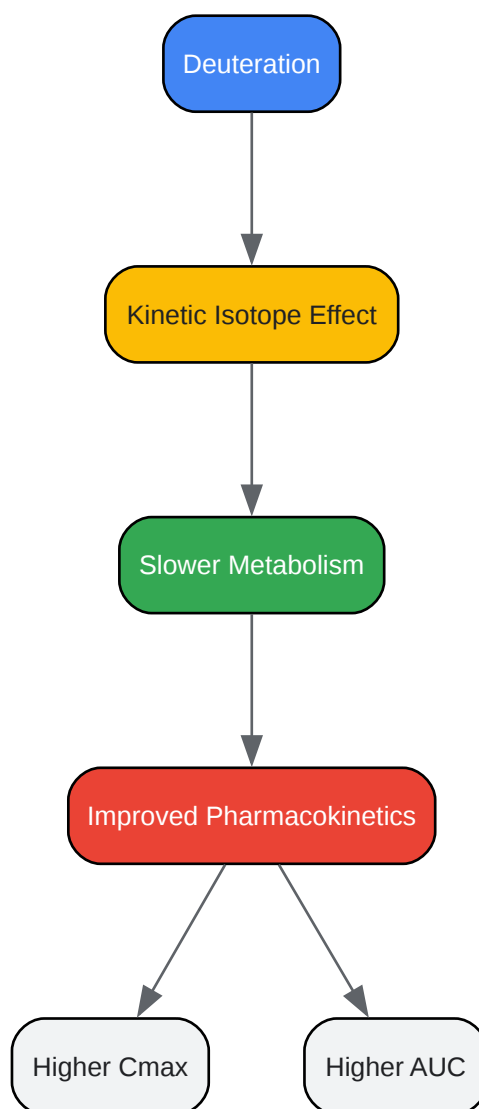 Deuteration
Kinetic Isotope Effect
Slower Metabolism
Improved Pharmacokinetics
Higher Cmax
Higher AUC